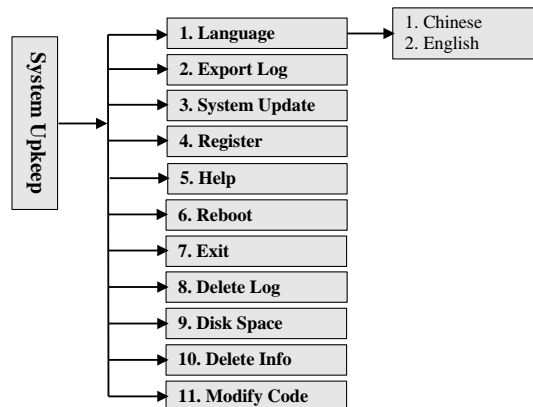 System Upkeep
1. Language
2. Export Log
3. System Update
4. Register
5. Help
6. Reboot
7. Exit
8. Delete Log
9. Disk Space
10. Delete Info
11. Modify Code
1. Chinese
2. English